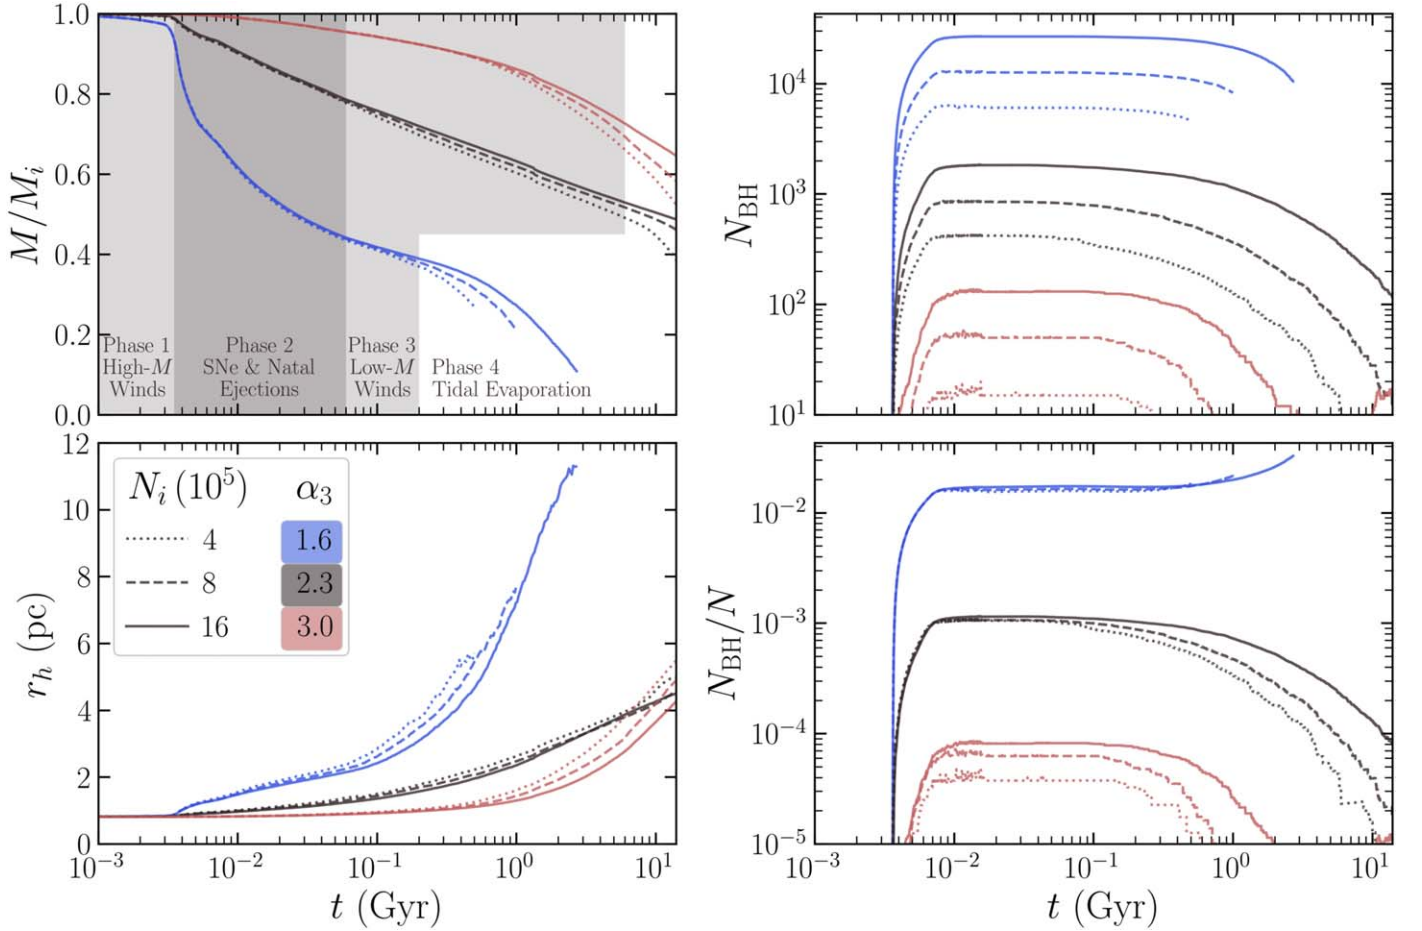 1.0
0.8
0.6
0.4
0.2
0.0
M/M_i
Phase 1
High-M
Winds
Phase 2
SNe & Natal
Ejections
Phase 3
Low-M
Winds
Phase 4
Tidal Evaporation
10^4
10^3
10^2
10^1
N_BH
12
10
8
6
4
2
0
r_h (pc)
N_i (10^5) α_3
4 1.6
8 2.3
16 3.0
10^-3 10^-2 10^-1 10^0 10^1
t (Gyr)
10^-2
10^-3
10^-4
10^-5
N_BH/N
10^-3 10^-2 10^-1 10^0 10^1
t (Gyr)